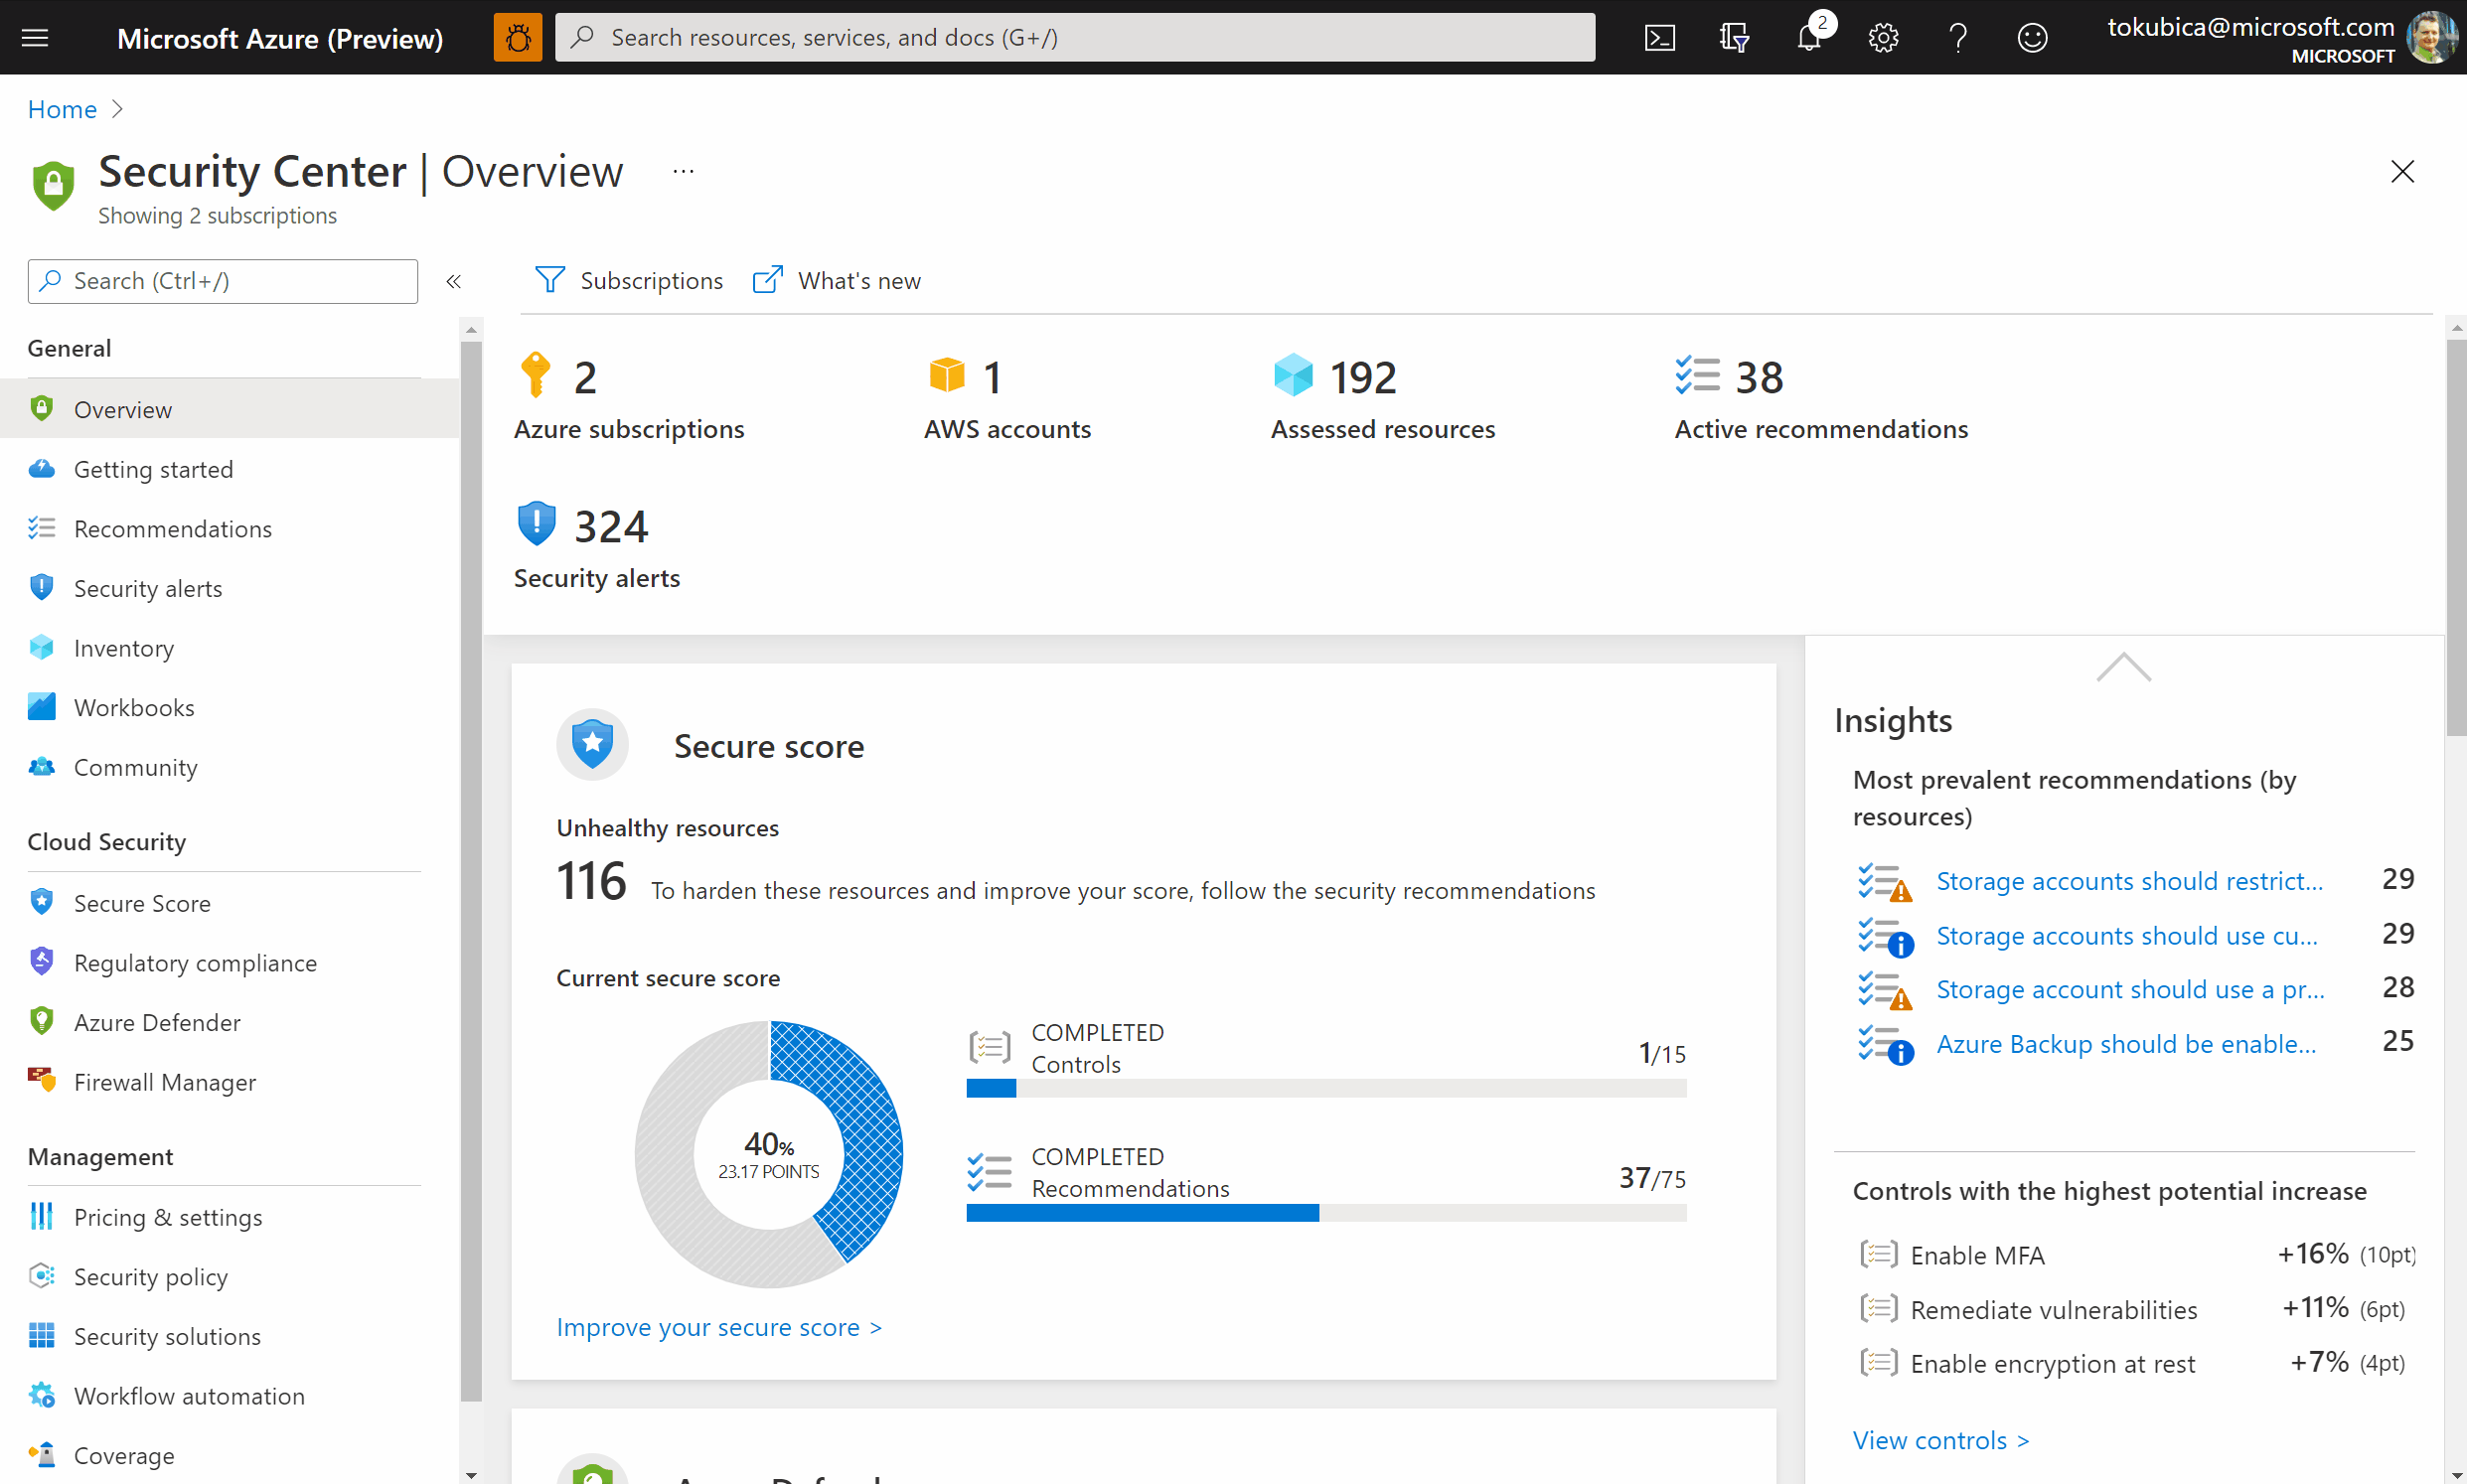 Microsoft Azure (Preview)
Search resources, services, and docs (G+/)
2
tokubica@microsoft.com
MICROSOFT
Home
Security Center | Overview
...
Showing 2 subscriptions
Search (Ctrl+/)
«
Subscriptions
What's new
General
Overview
Getting started
Recommendations
Security alerts
Inventory
Workbooks
Community
Cloud Security
Secure Score
Regulatory compliance
Azure Defender
Firewall Manager
Management
Pricing & settings
Security policy
Security solutions
Workflow automation
Coverage
2
Azure subscriptions
1
AWS accounts
192
Assessed resources
38
Active recommendations
324
Security alerts
Secure score
Unhealthy resources
116 To harden these resources and improve your score, follow the security recommendations
Current secure score
40%
23.17 POINTS
COMPLETED
Controls
1/15
COMPLETED
Recommendations
37/75
Improve your secure score >
Insights
Most prevalent recommendations (by
resources)
Storage accounts should restrict... 29
Storage accounts should use cu... 29
Storage account should use a pr... 28
Azure Backup should be enable... 25
Controls with the highest potential increase
Enable MFA +16% (10pt)
Remediate vulnerabilities +11% (6pt)
Enable encryption at rest +7% (4pt)
View controls >